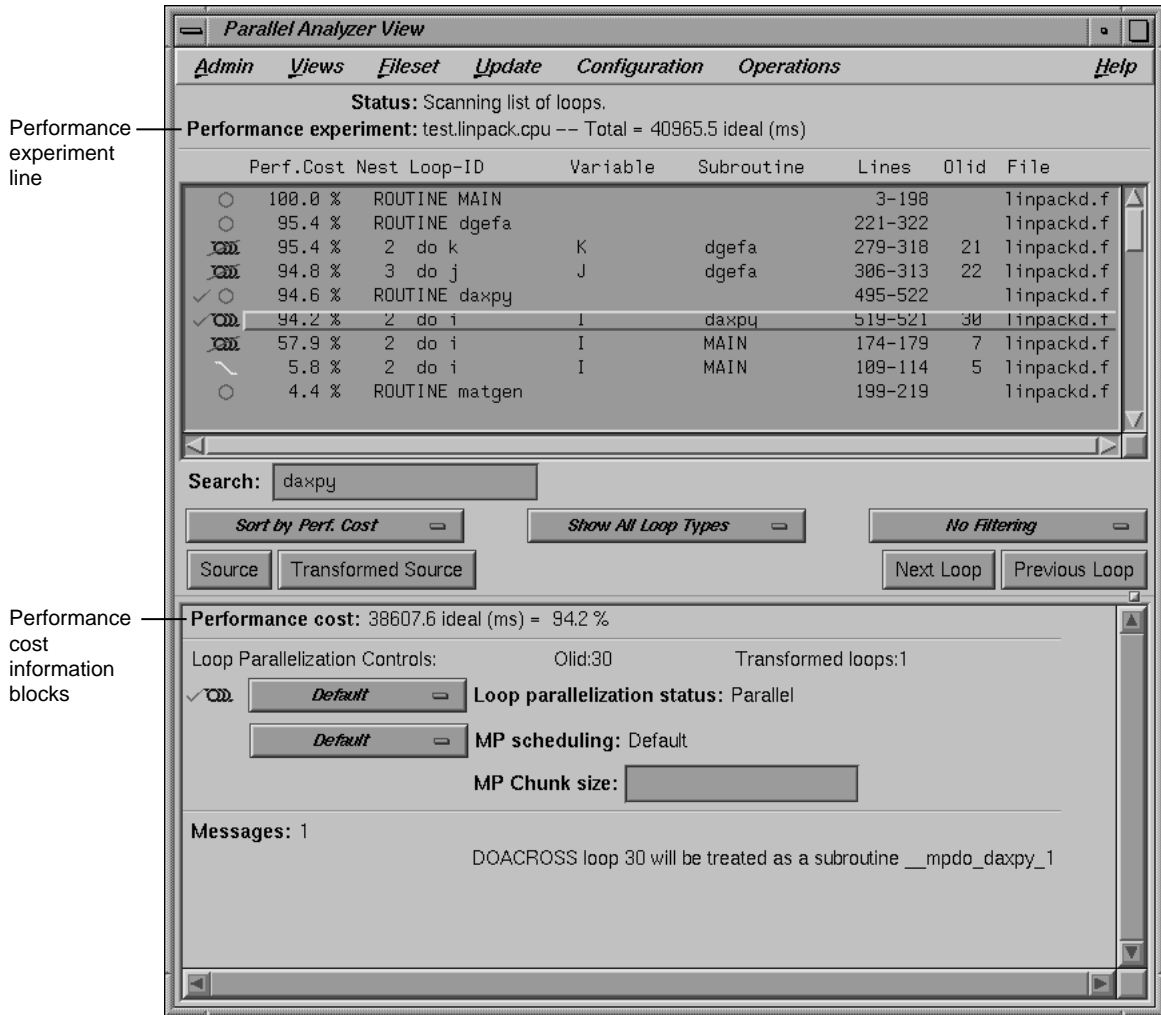 Parallel Analyzer View
Admin Views Fileset Update Configuration Operations Help
Status: Scanning list of loops.
Performance experiment line
Performance experiment: test.linpack.cpu -- Total = 40965.5 ideal (ms)
Perf.Cost Nest Loop-ID Variable Subroutine Lines Olid File
100.0 % ROUTINE MAIN 3-198 linpackd.f
95.4 % ROUTINE dgefa 221-322 linpackd.f
95.4 % 2 do k K dgefa 279-318 21 linpackd.f
94.8 % 3 do j J dgefa 306-313 22 linpackd.f
94.6 % ROUTINE daxpy 495-522 linpackd.f
94.2 % 2 do i I daxpy 519-521 30 linpackd.f
57.9 % 2 do i I MAIN 174-179 7 linpackd.f
5.8 % 2 do i I MAIN 109-114 5 linpackd.f
4.4 % ROUTINE matgen 199-219 linpackd.f
Search: daxpy
Sort by Perf. Cost Show All Loop Types No Filtering
Source Transformed Source Next Loop Previous Loop
Performance cost information blocks
Performance cost: 38607.6 ideal (ms) = 94.2 %
Loop Parallelization Controls: Olid:30 Transformed loops:1
Default Loop parallelization status: Parallel
Default MP scheduling: Default
MP Chunk size:
Messages: 1
DOACROSS loop 30 will be treated as a subroutine __mpdo_daxpy_1